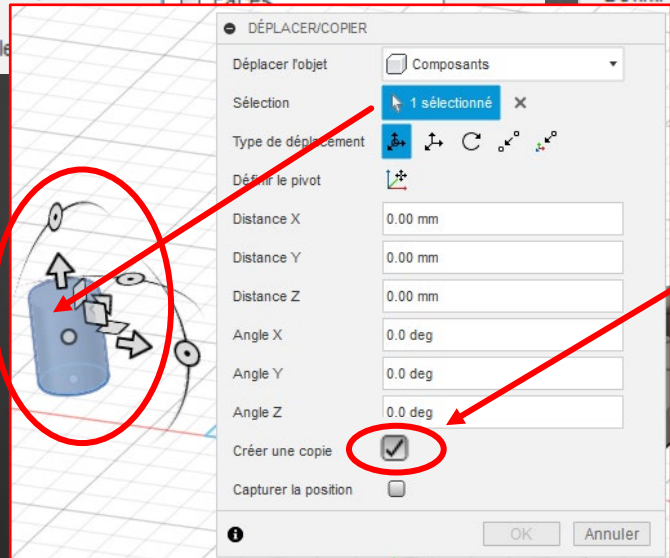 DÉPLACER/COPIER
Déplacer l'objet Composants
Sélection 1 sélectionné
Type de déplacement
Définir le pivot
Distance X 0.00 mm
Distance Y 0.00 mm
Distance Z 0.00 mm
Angle X 0.0 deg
Angle Y 0.0 deg
Angle Z 0.0 deg
Créer une copie
Capturer la position
OK Annuler